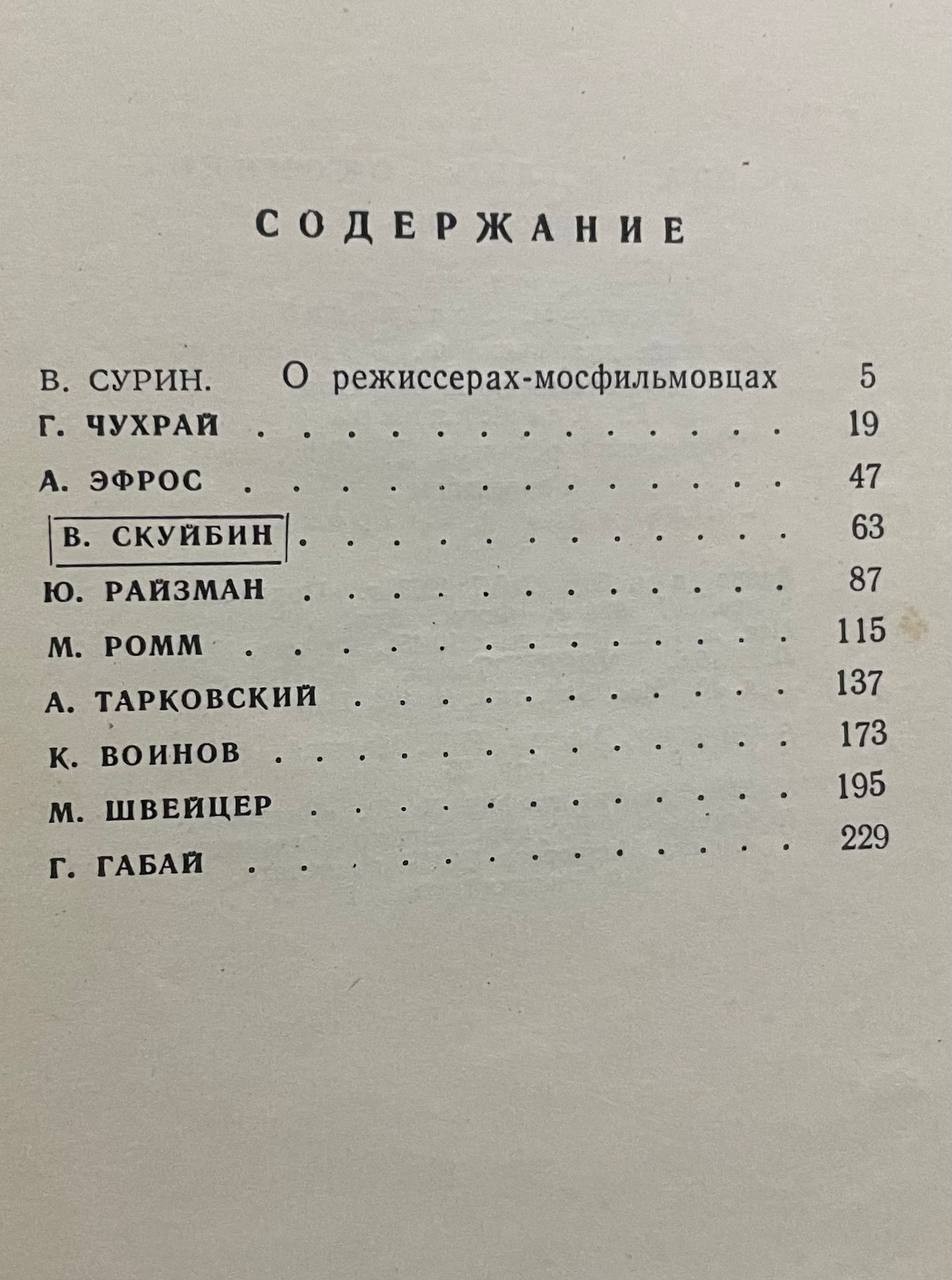 СОДЕРЖАНИЕ
В. СУРИН. О режиссерах-мосфильмовцах 5
Г. ЧУХРАЙ . . . . . . . . . . . . . 19
А. ЭФРОС . . . . . . . . . . . . 47
В. СКУЙБИН . . . . . . . . . . . . 63
Ю. РАЙЗМАН . . . . . . . . . . . . 87
М. РОММ . . . . . . . . . . . . 115
А. ТАРКОВСКИЙ . . . . . . . . . . 137
К. ВОИНОВ . . . . . . . . . . . . 173
М. ШВЕЙЦЕР . . . . . . . . . . . 195
Г. ГАБАЙ . . . . . . . . . . . . 229